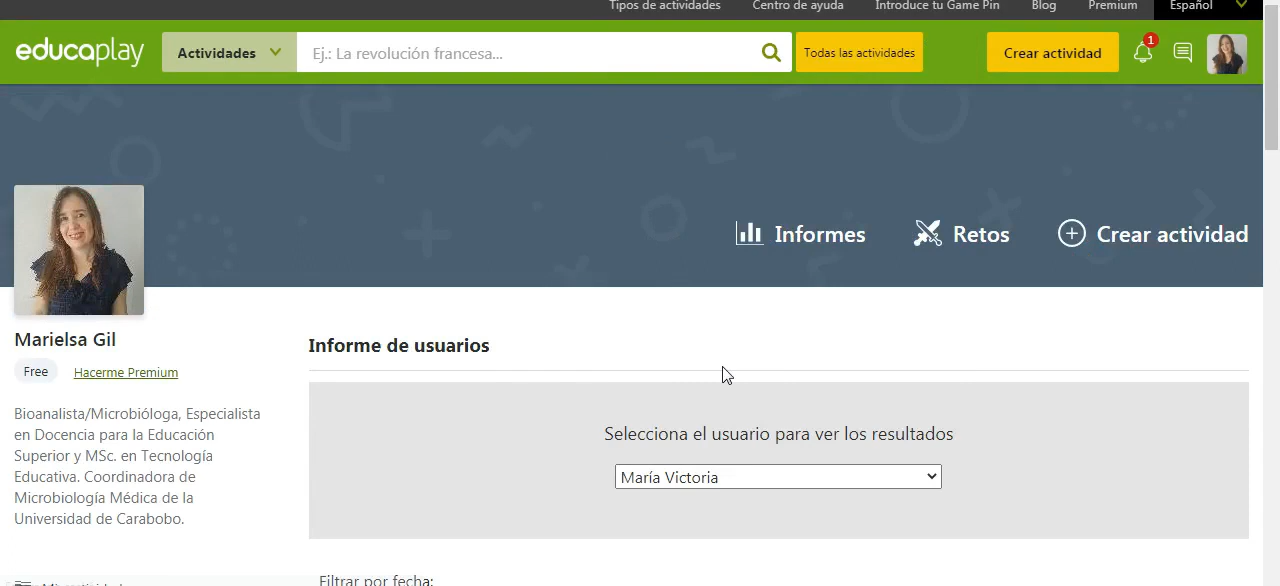 Tipos de actividades Centro de ayuda Introduce tu Game Pin Blog Premium Español
educaplay Actividades Ej.: La revolución francesa... Todas las actividades Crear actividad 1
Informes Retos Crear actividad
Marielsa Gil
Free Hacerme Premium
Bioanalista/Microbióloga, Especialista
en Docencia para la Educación
Superior y MSc. en Tecnología
Educativa. Coordinadora de
Microbiología Médica de la
Universidad de Carabobo.
Informe de usuarios
Selecciona el usuario para ver los resultados
María Victoria
Filtrar por fecha: